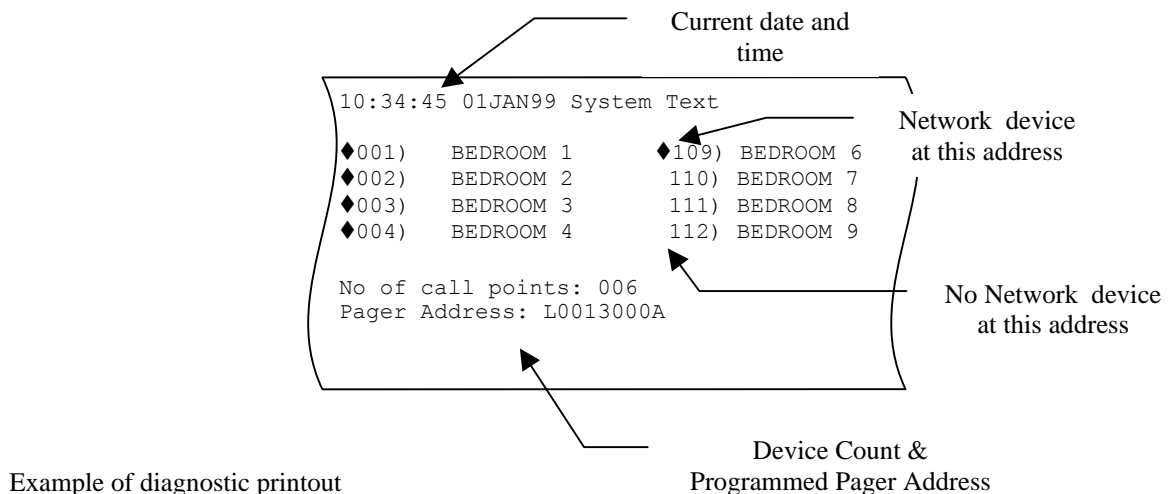 Current date and
time
10:34:45 01JAN99 System Text
Network device
at this address
♦001) BEDROOM 1 ♦109) BEDROOM 6
♦002) BEDROOM 2 110) BEDROOM 7
♦003) BEDROOM 3 111) BEDROOM 8
♦004) BEDROOM 4 112) BEDROOM 9
No of call points: 006
Pager Address: L0013000A
No Network device
at this address
Device Count &
Programmed Pager Address
Example of diagnostic printout